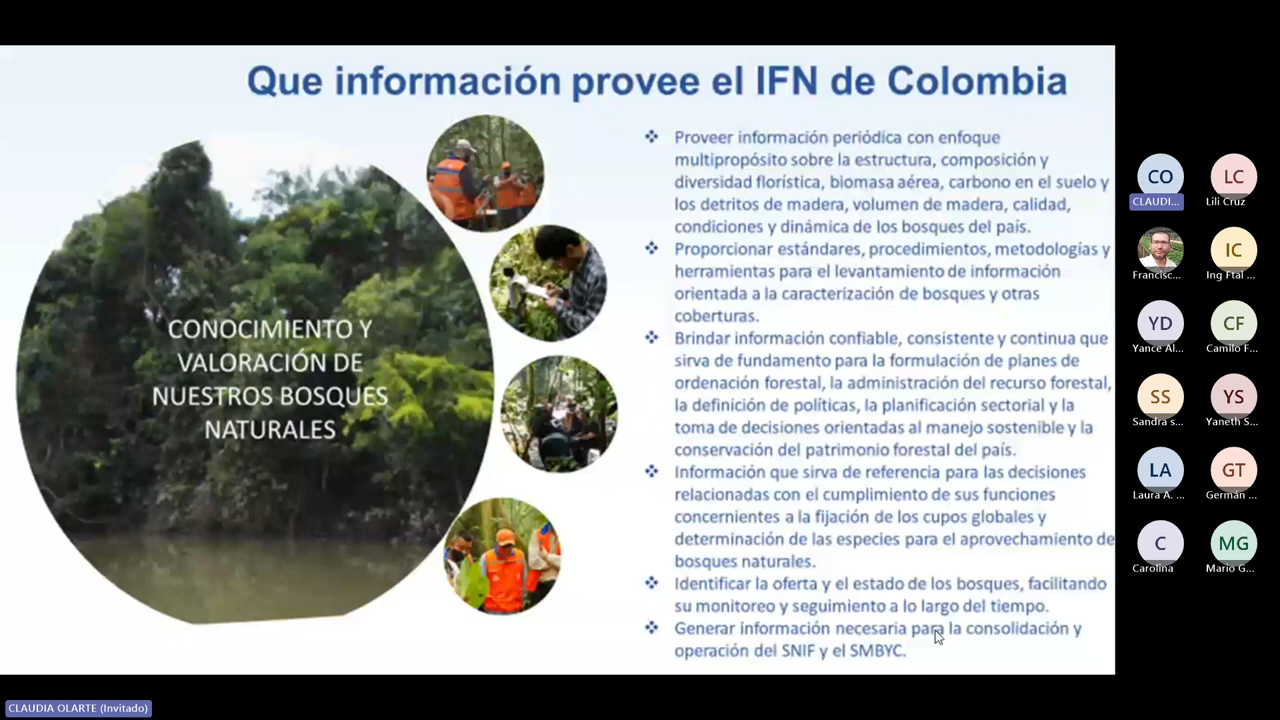 Que información provee el IFN de Colombia
CONOCIMIENTO Y
VALORACIÓN DE
NUESTROS BOSQUES
NATURALES
❖ Proveer información periódica con enfoque
multipropósito sobre la estructura, composición y
diversidad florística, biomasa aérea, carbono en el suelo y
los detritos de madera, volumen de madera, calidad,
condiciones y dinámica de los bosques del país.
❖ Proporcionar estándares, procedimientos, metodologías y
herramientas para el levantamiento de información
orientada a la caracterización de bosques y otras
coberturas.
❖ Brindar información confiable, consistente y continua que
sirva de fundamento para la formulación de planes de
ordenación forestal, la administración del recurso forestal,
la definición de políticas, la planificación sectorial y la
toma de decisiones orientadas al manejo sostenible y la
conservación del patrimonio forestal del país.
❖ Información que sirva de referencia para las decisiones
relacionadas con el cumplimiento de sus funciones
concernientes a la fijación de los cupos globales y
determinación de las especies para el aprovechamiento de
bosques naturales.
❖ Identificar la oferta y el estado de los bosques, facilitando
su monitoreo y seguimiento a lo largo del tiempo.
❖ Generar información necesaria para la consolidación y
operación del SNIF y el SMBYC.
CO LC
CLAUDI... Lili Cruz
IC
Francisc... Ing Ftal ...
YD CF
Yance Al... Camilo F...
SS YS
Sandra s... Yaneth S...
LA GT
Laura A. ... Germán ...
C MG
Carolina Mario G...
CLAUDIA OLARTE (Invitado)